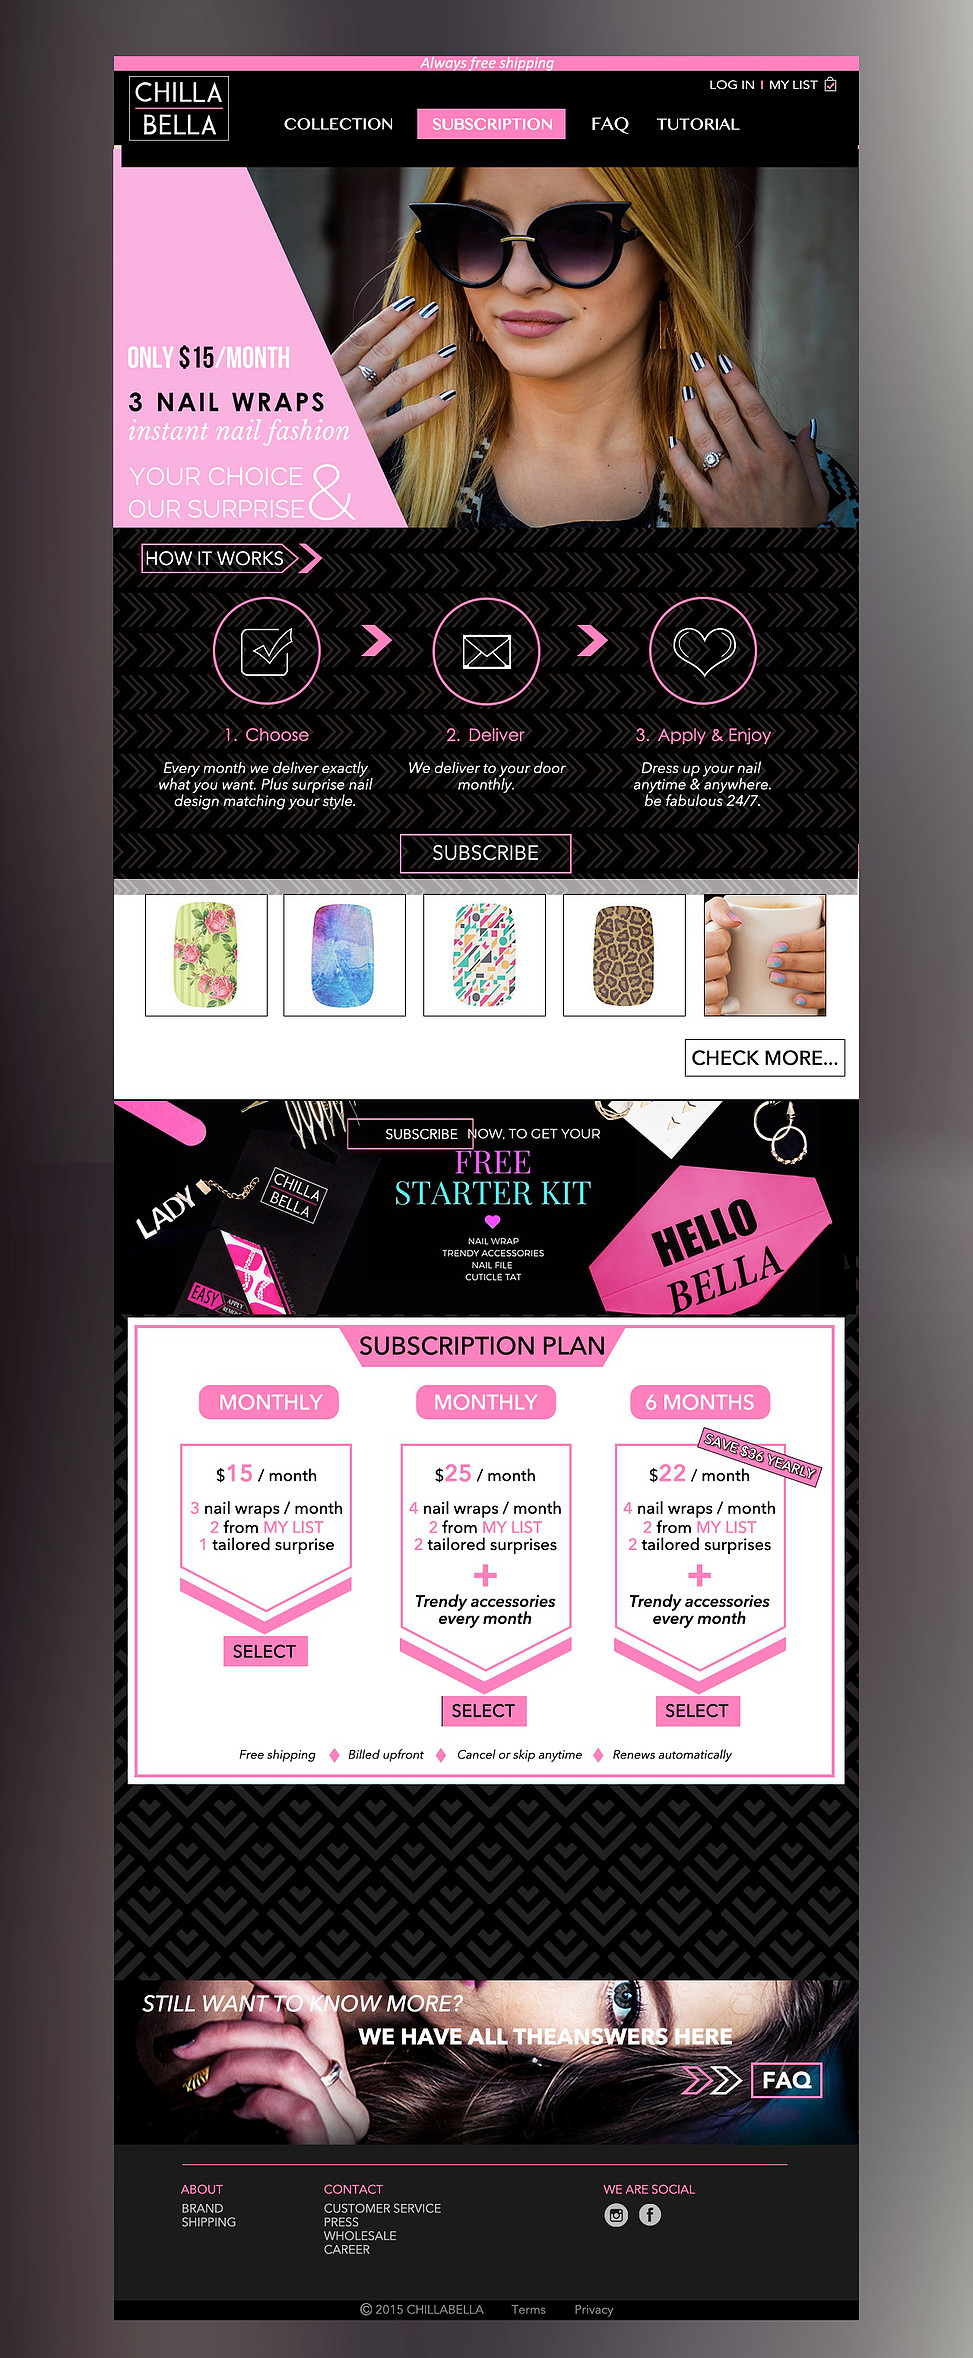 Always free shipping
CHILLA
BELLA
LOG IN | MY LIST
COLLECTION SUBSCRIPTION FAQ TUTORIAL
ONLY $15/MONTH
3 NAIL WRAPS
instant nail fashion
YOUR CHOICE &
OUR SURPRISE
HOW IT WORKS
1. Choose
Every month we deliver exactly
what you want. Plus surprise nail
design matching your style.
2. Deliver
We deliver to your door
monthly.
3. Apply & Enjoy
Dress up your nail
anytime & anywhere.
be fabulous 24/7.
SUBSCRIBE
CHECK MORE...
SUBSCRIBE NOW, TO GET YOUR
FREE
STARTER KIT
NAIL WRAP
TRENDY ACCESSORIES
NAIL FILE
CUTICLE TAT
LADY
CHILLA
BELLA
EASY
APPLY
HELLO
BELLA
SUBSCRIPTION PLAN
MONTHLY
$15 / month
3 nail wraps / month
2 from MY LIST
1 tailored surprise
SELECT
MONTHLY
$25 / month
4 nail wraps / month
2 from MY LIST
2 tailored surprises
+
Trendy accessories
every month
SELECT
6 MONTHS
SAVE $36 YEARLY
$22 / month
4 nail wraps / month
2 from MY LIST
2 tailored surprises
+
Trendy accessories
every month
SELECT
Free shipping Billed upfront Cancel or skip anytime Renews automatically
STILL WANT TO KNOW MORE?
WE HAVE ALL THEANSWERS HERE
FAQ
ABOUT
BRAND
SHIPPING
CONTACT
CUSTOMER SERVICE
PRESS
WHOLESALE
CAREER
WE ARE SOCIAL
© 2015 CHILLABELLA Terms Privacy